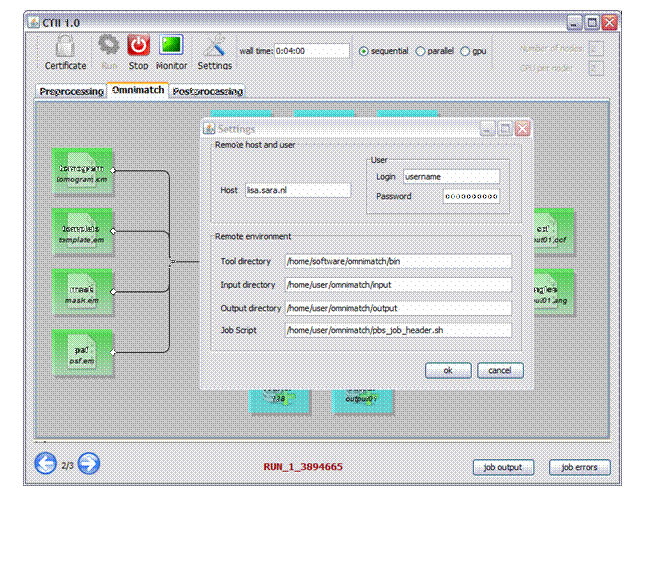 CTII 1.0
Certificate
Run
Stop
Monitor
Settings
wall time: 0:04:00
sequential
parallel
gpu
Number of nodes:
CPU per node:
Preprocessing
Omnimatch
Postprocessing
Settings
Remote host and user
Host lisa.sara.nl
User
Login username
Password
Remote environment
Tool directory /home/software/omnimatch/bin
Input directory /home/user/omnimatch/input
Output directory /home/user/omnimatch/output
Job Script /home/user/omnimatch/pbs_job_header.sh
ok
cancel
tomogram
tomogram.em
template
template.em
mask
mask.em
psf
psf.em
ccf
out01.ccf
ngles
out01.ang
output01
2/3
RUN_1_3894665
job output
job errors